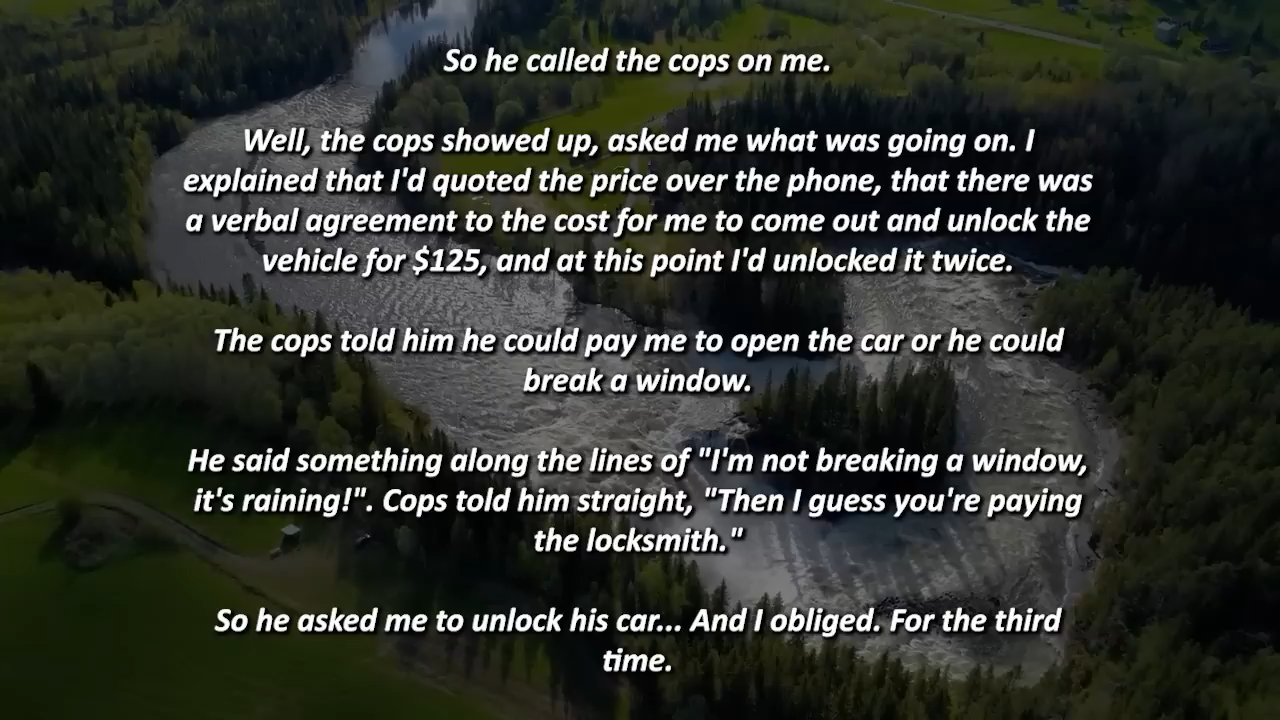 So he called the cops on me.
Well, the cops showed up, asked me what was going on. I
explained that I'd quoted the price over the phone, that there was
a verbal agreement to the cost for me to come out and unlock the
vehicle for $125, and at this point I'd unlocked it twice.
The cops told him he could pay me to open the car or he could
break a window.
He said something along the lines of "I'm not breaking a window,
it's raining!". Cops told him straight, "Then I guess you're paying
the locksmith."
So he asked me to unlock his car... And I obliged. For the third
time.